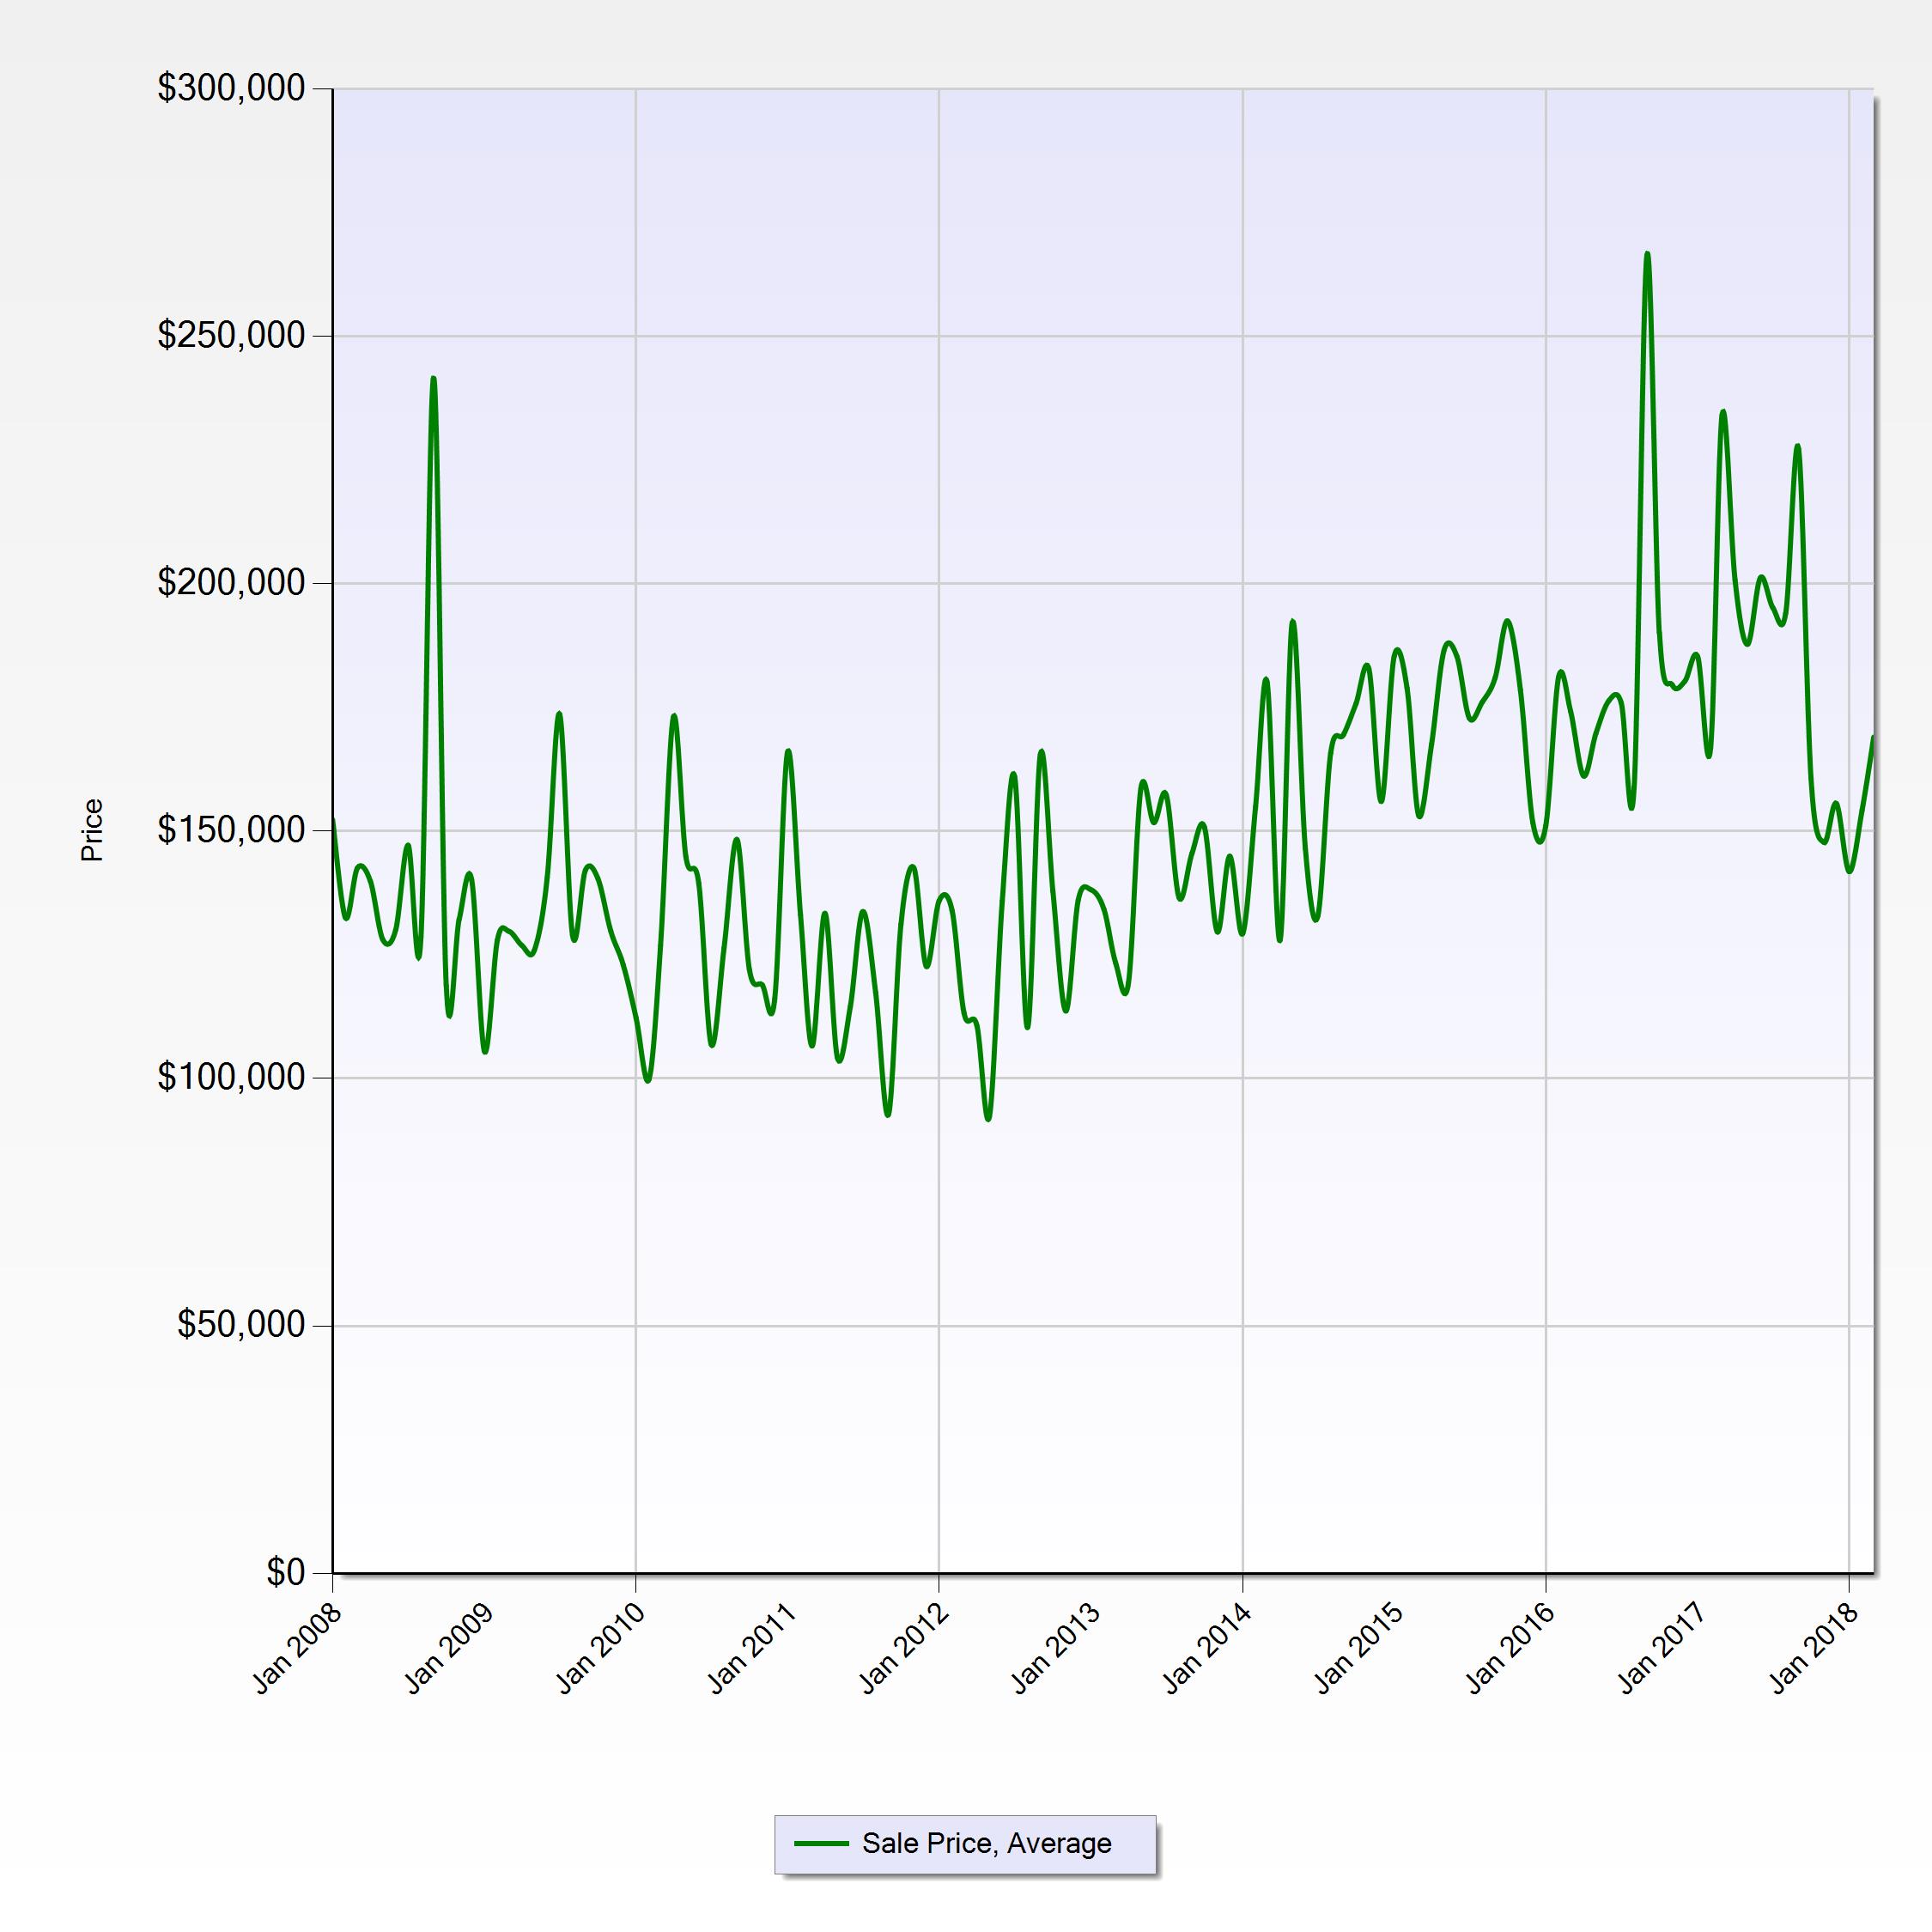 $300,000
$250,000
$200,000
$150,000
$100,000
$50,000
$0
Price
Jan 2008
Jan 2009
Jan 2010
Jan 2011
Jan 2012
Jan 2013
Jan 2014
Jan 2015
Jan 2016
Jan 2017
Jan 2018
Sale Price, Average